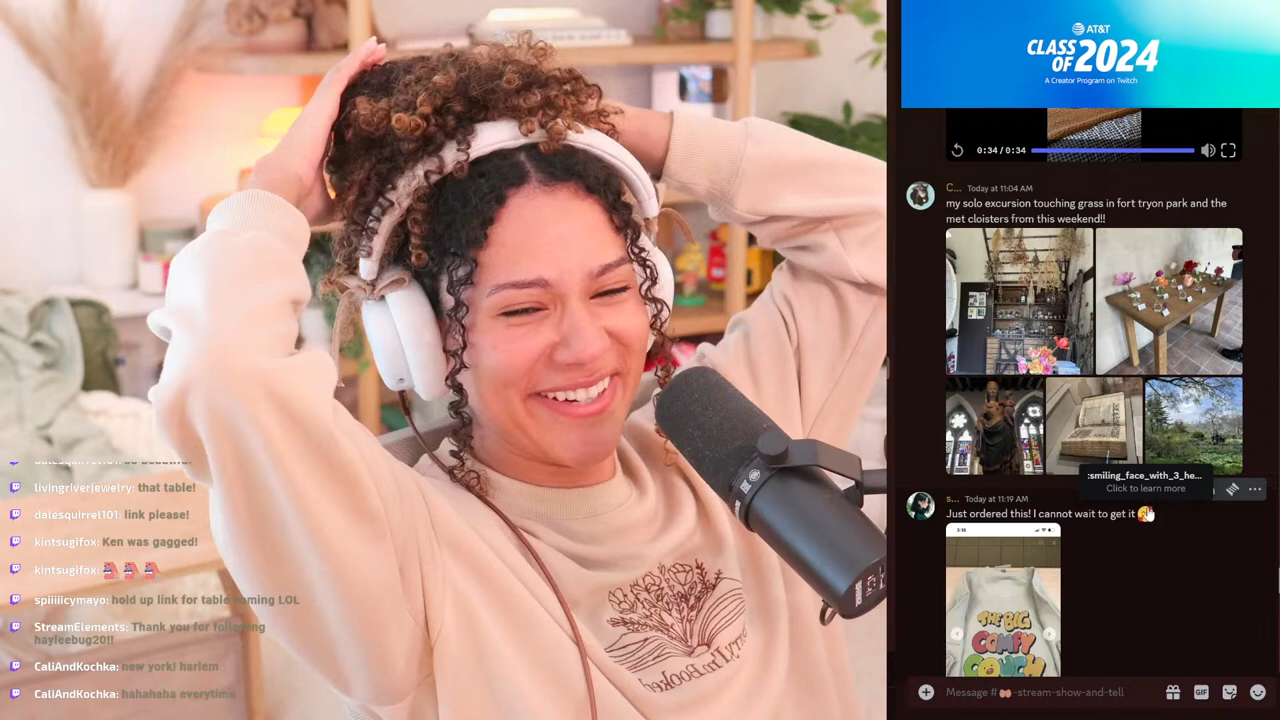 AT&T
CLASS
OF 2024
A Creator Program on Twitch
0:34 / 0:34
C... Today at 11:04 AM
my solo excursion touching grass in fort tryon park and the
met cloisters from this weekend!!
:smiling_face_with_3_he...
Click to learn more
s... Today at 11:19 AM
Just ordered this! I cannot wait to get it
THE BIG
COMFY
COUCH
Message # -stream-show-and-tell
GIF
livingriverjewelry: that table!
dalesquirrel101: link please!
kintsugifox: Ken was gagged!
kintsugifox:
spiiiiicymayo: hold up link for table naming LOL
StreamElements: Thank you for following
hayleebug20!!
CaliAndKochka: new york! harlem
CaliAndKochka: hahahaha everytime
Booked